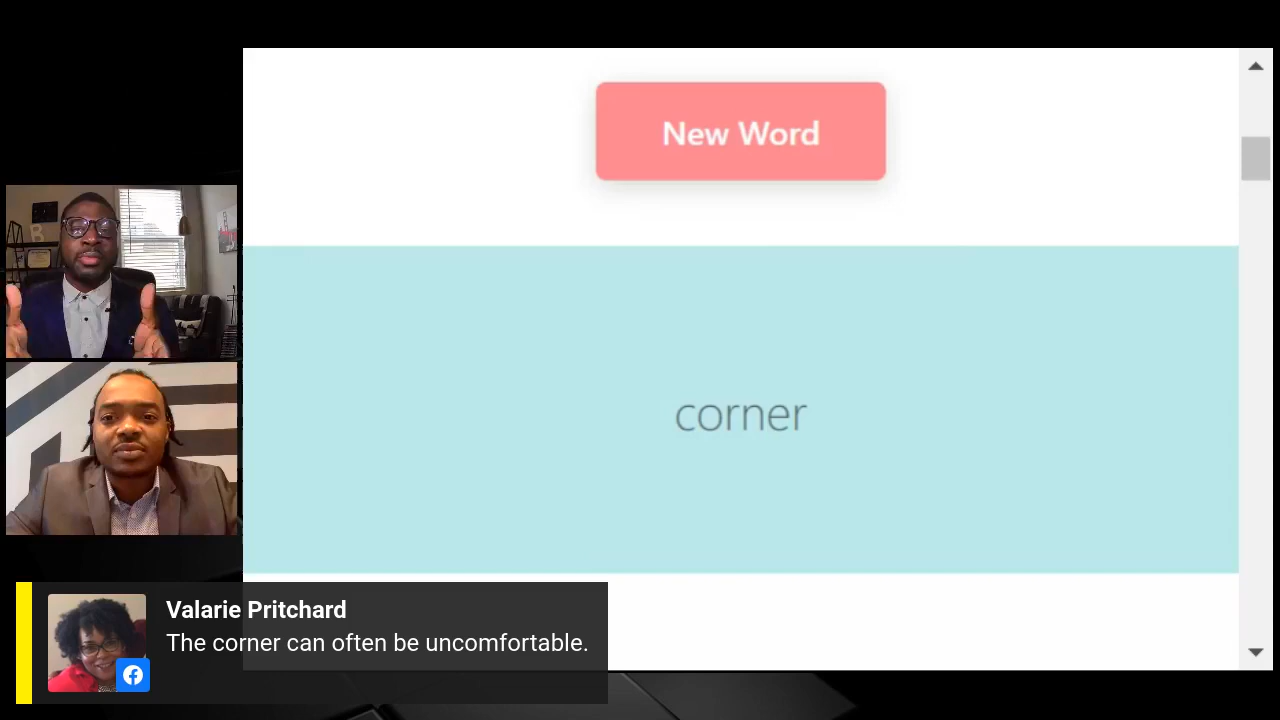 New Word
corner
Valarie Pritchard
The corner can often be uncomfortable.
B